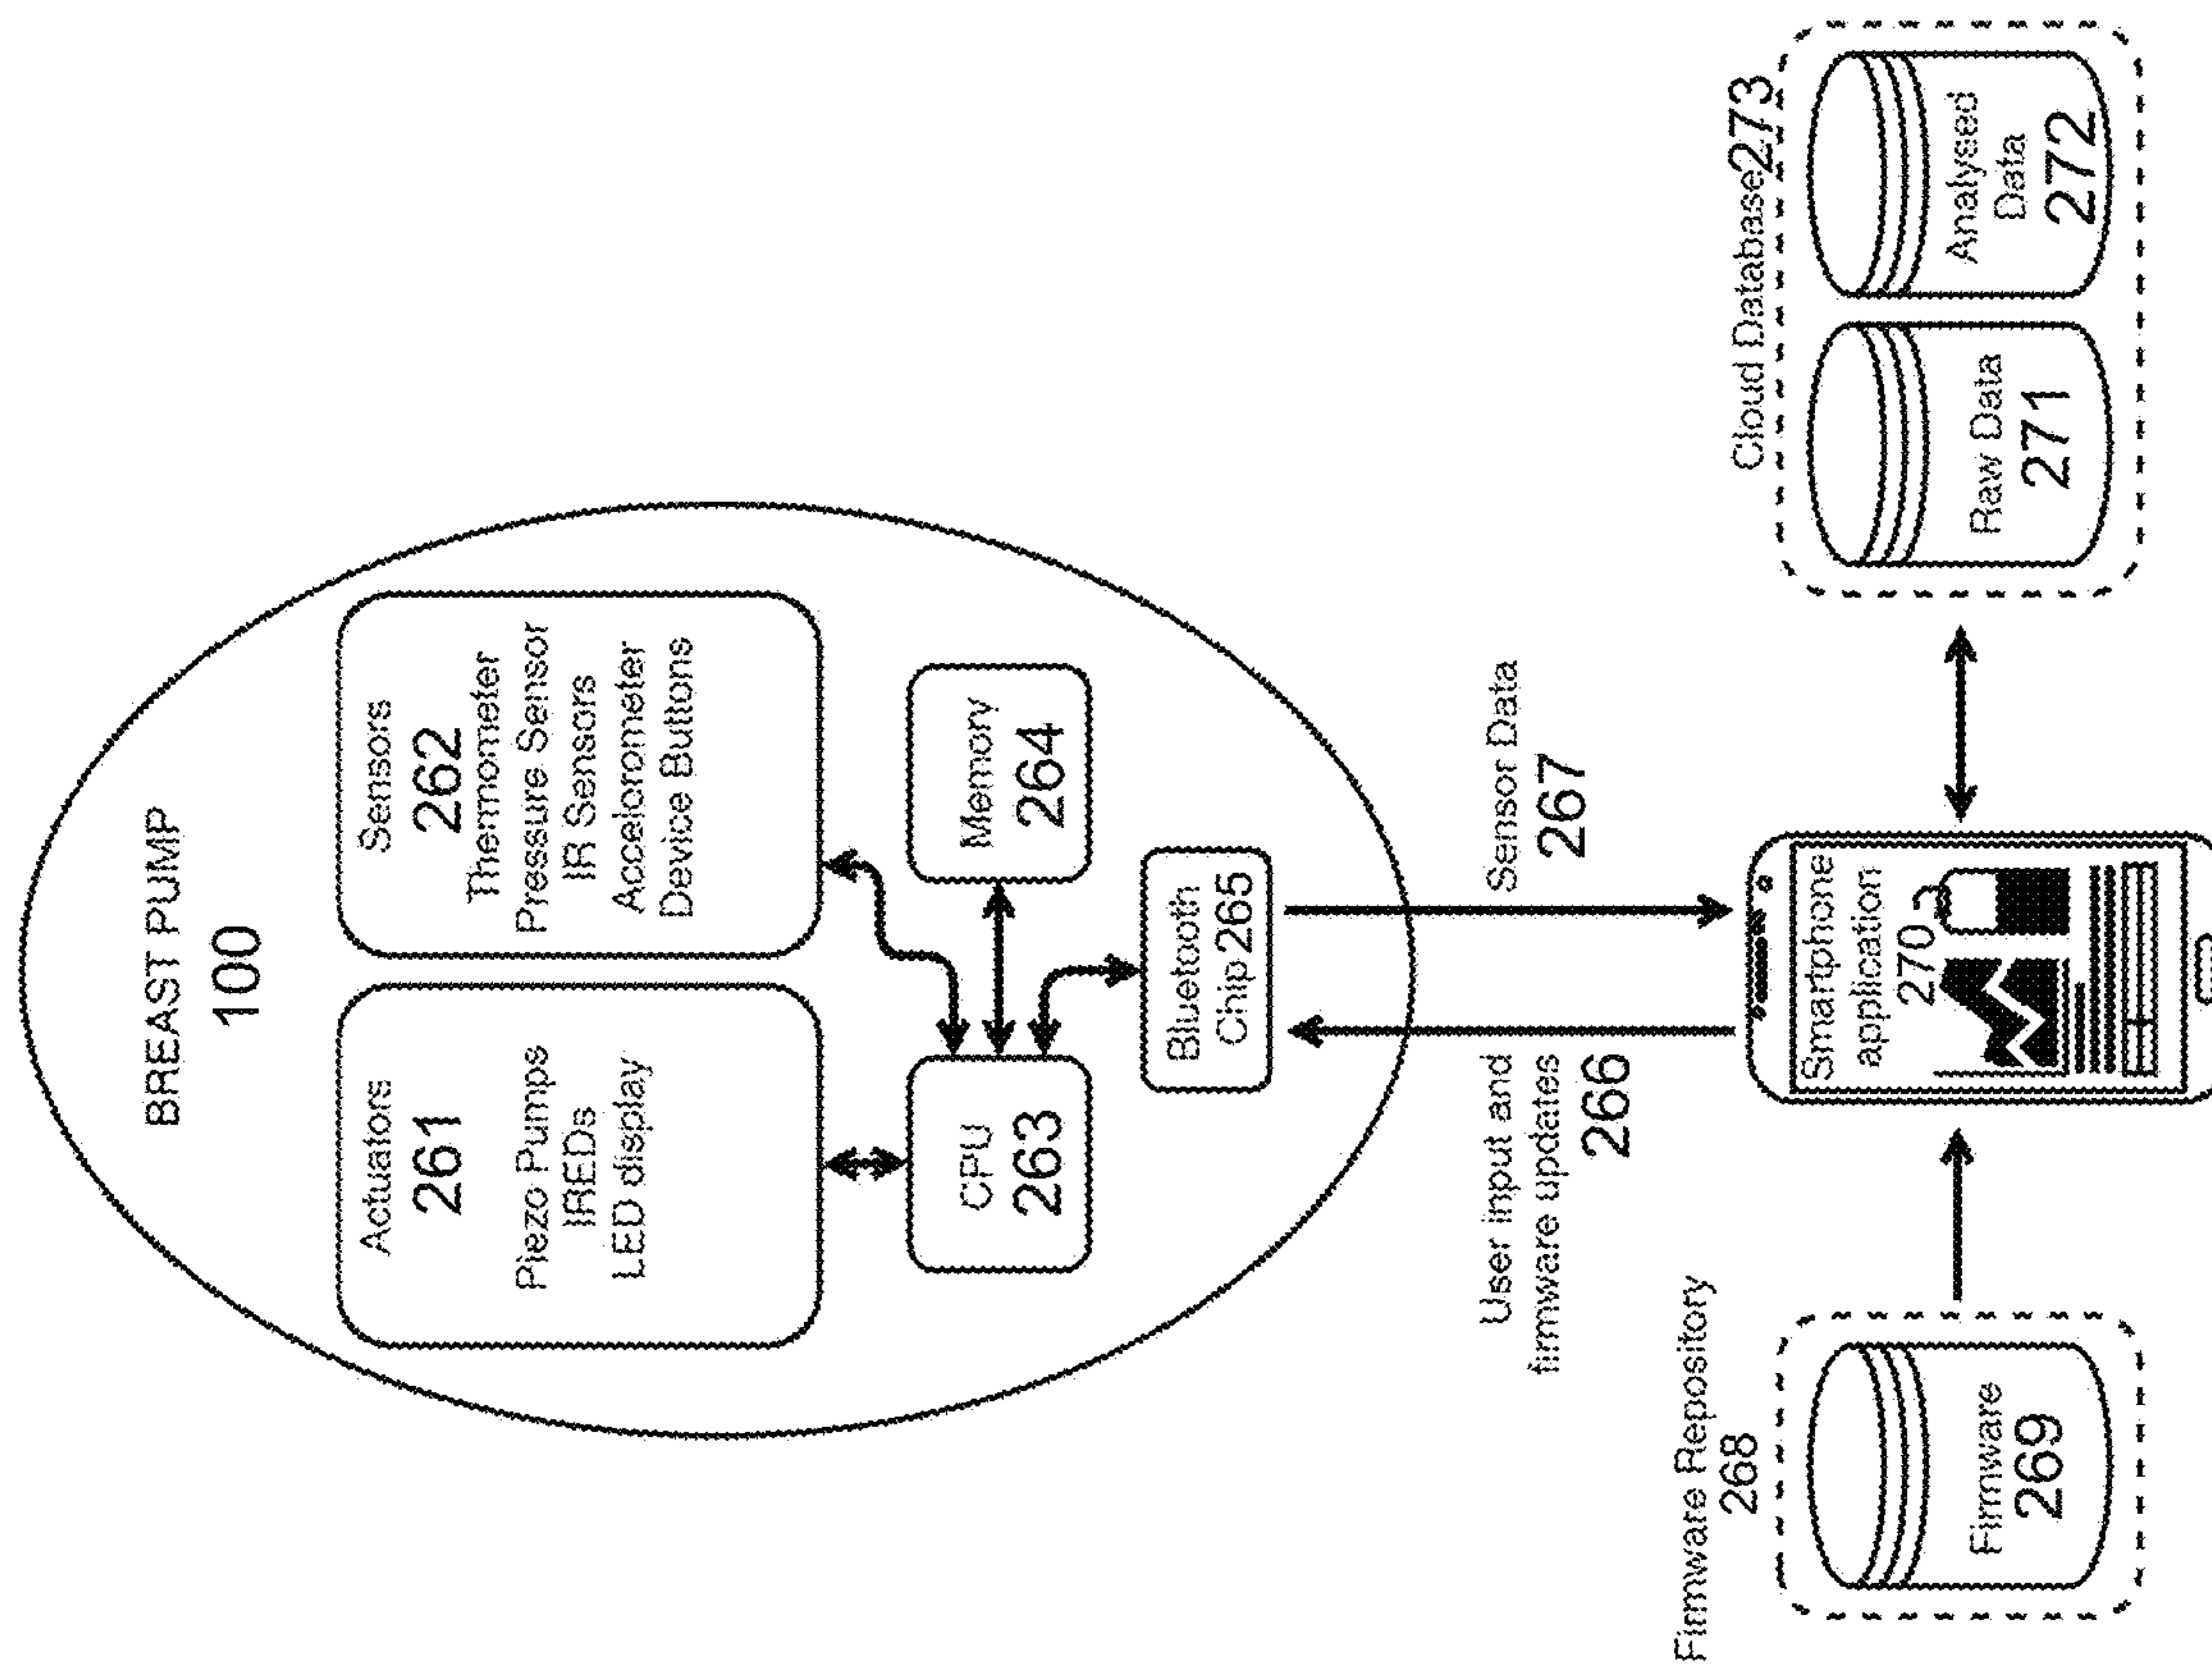 BREAST PUMP
100
Actuators
261
Piezo Pumps
IREDs
LED display
Sensors
262
Thermometer
Pressure Sensor
IR Sensors
Accelorometer
Device Buttons
CPU
263
Memory
264
Bluetooth
Chip 265
User input and
firmware updates
266
Sensor Data
267
Firmware Repository
268
Firmware
269
Smartphone
application
270
Cloud Database 273
Raw Data
271
Analysed
Data
272